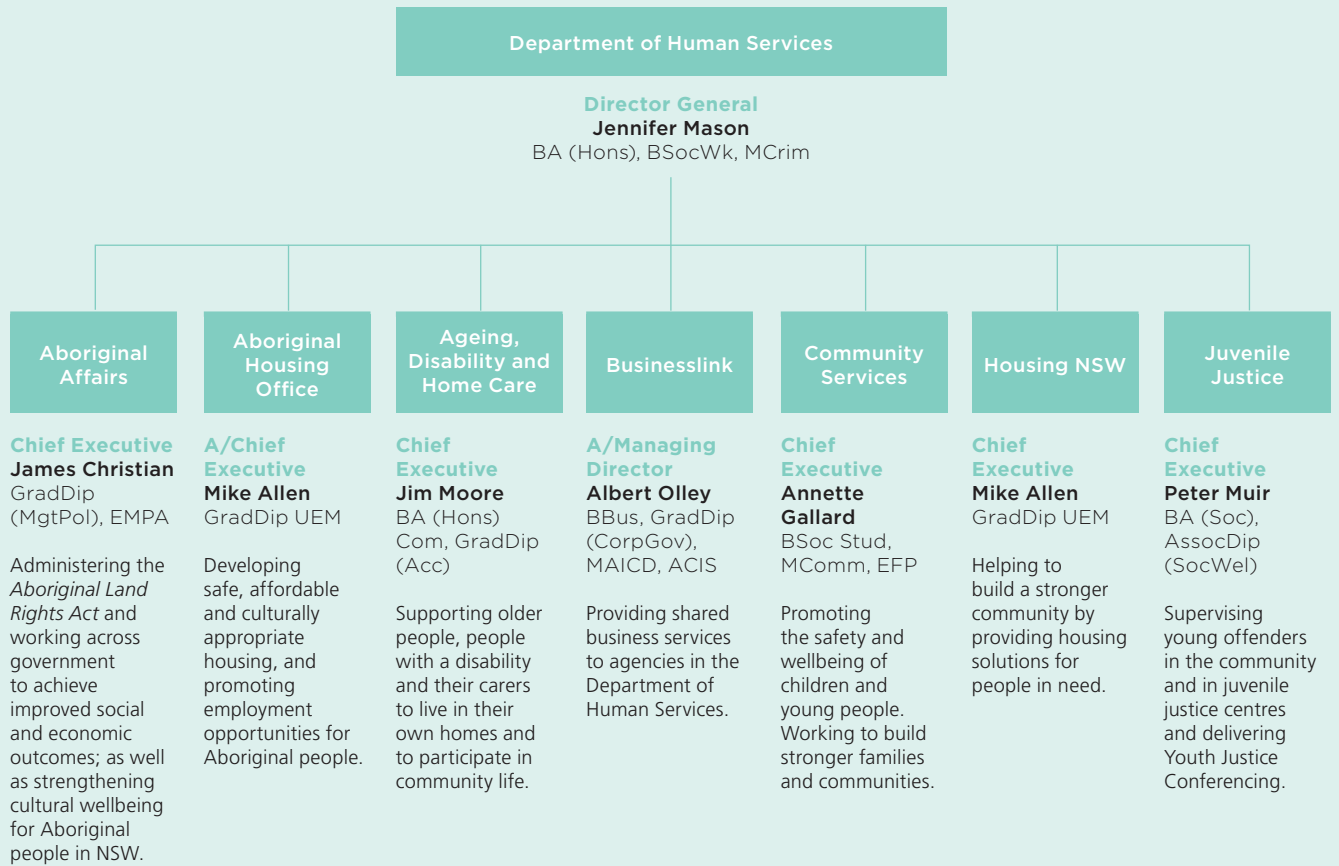 Department of Human Services
Director General
Jennifer Mason
BA (Hons), BSocWk, MCrim
Aboriginal
Affairs
Chief Executive
James Christian
GradDip
(MgtPol), EMPA
Administering the
Aboriginal Land
Rights Act and
working across
government
to achieve
improved social
and economic
outcomes; as well
as strengthening
cultural wellbeing
for Aboriginal
people in NSW.
Aboriginal
Housing
Office
A/Chief
Executive
Mike Allen
GradDip UEM
Developing
safe, affordable
and culturally
appropriate
housing, and
promoting
employment
opportunities for
Aboriginal people.
Ageing,
Disability and
Home Care
Chief
Executive
Jim Moore
BA (Hons)
Com, GradDip
(Acc)
Supporting older
people, people
with a disability
and their carers
to live in their
own homes and
to participate in
community life.
Businesslink
A/Managing
Director
Albert Olley
BBus, GradDip
(CorpGov),
MAICD, ACIS
Providing shared
business services
to agencies in the
Department of
Human Services.
Community
Services
Chief
Executive
Annette
Gallard
BSoc Stud,
MComm, EFP
Promoting
the safety and
wellbeing of
children and
young people.
Working to build
stronger families
and communities.
Housing NSW
Chief
Executive
Mike Allen
GradDip UEM
Helping to
build a stronger
community by
providing housing
solutions for
people in need.
Juvenile
Justice
Chief
Executive
Peter Muir
BA (Soc),
AssocDip
(SocWel)
Supervising
young offenders
in the community
and in juvenile
justice centres
and delivering
Youth Justice
Conferencing.